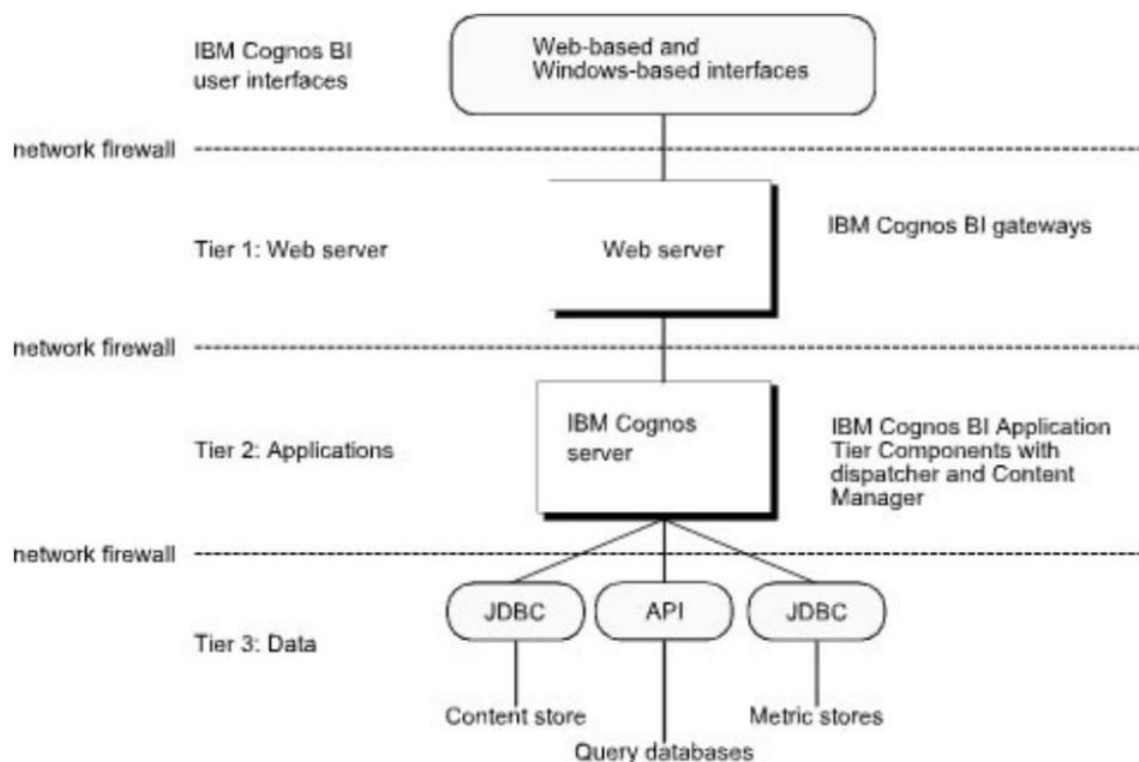 IBM Cognos BI
user interfaces
Web-based and
Windows-based interfaces
network firewall
Tier 1: Web server
Web server
IBM Cognos BI gateways
network firewall
Tier 2: Applications
IBM Cognos
server
IBM Cognos BI Application
Tier Components with
dispatcher and Content
Manager
network firewall
JDBC
API
JDBC
Tier 3: Data
Content store
Metric stores
Query databases